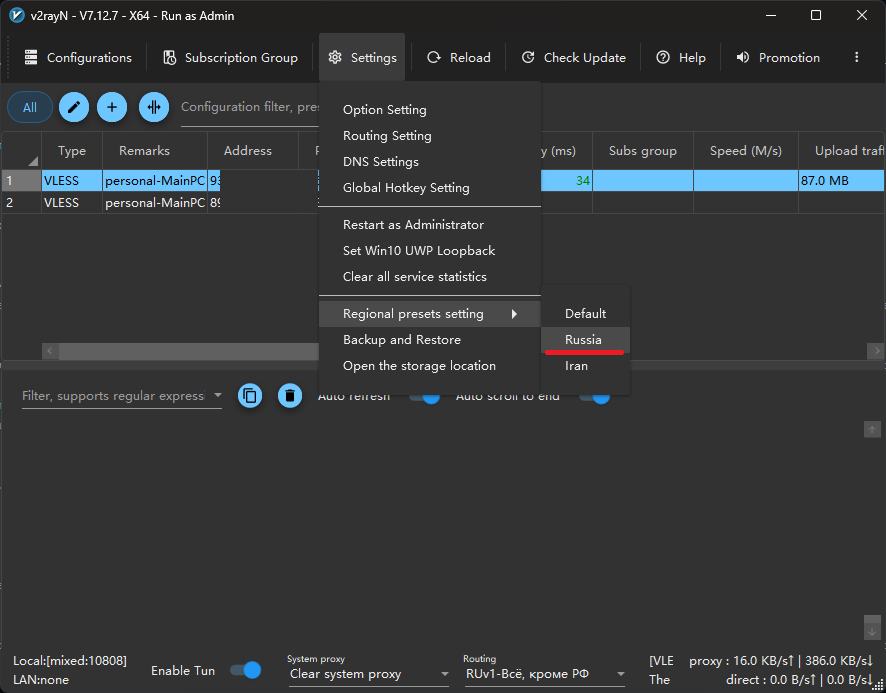 v2rayN - V7.12.7 - X64 - Run as Admin
Configurations
Subscription Group
Settings
Reload
Check Update
Help
Promotion
All
Configuration filter, pres
Option Setting
Routing Setting
DNS Settings
Global Hotkey Setting
Restart as Administrator
Set Win10 UWP Loopback
Clear all service statistics
Regional presets setting
Backup and Restore
Open the storage location
Default
Russia
Iran
Type Remarks Address y (ms) Subs group Speed (M/s) Upload traff
1 VLESS personal-MainPC 93 34 87.0 MB
2 VLESS personal-MainPC 89
Filter, supports regular expressi
Auto refresh
Auto scroll to end
Local:[mixed:10808]
LAN:none
Enable Tun
System proxy
Clear system proxy
Routing
RUv1-Всё, кроме РФ
[VLE
The
proxy : 16.0 KB/s↑ | 386.0 KB/s↓
direct : 0.0 B/s↑ | 0.0 B/s↓